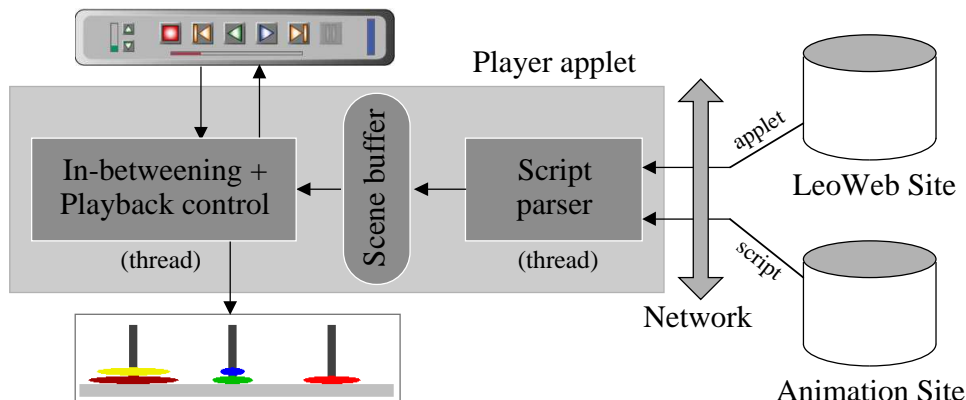 Player applet
In-betweening +
Playback control
(thread)
Scene buffer
Script
parser
(thread)
applet
LeoWeb Site
script
Network
Animation Site